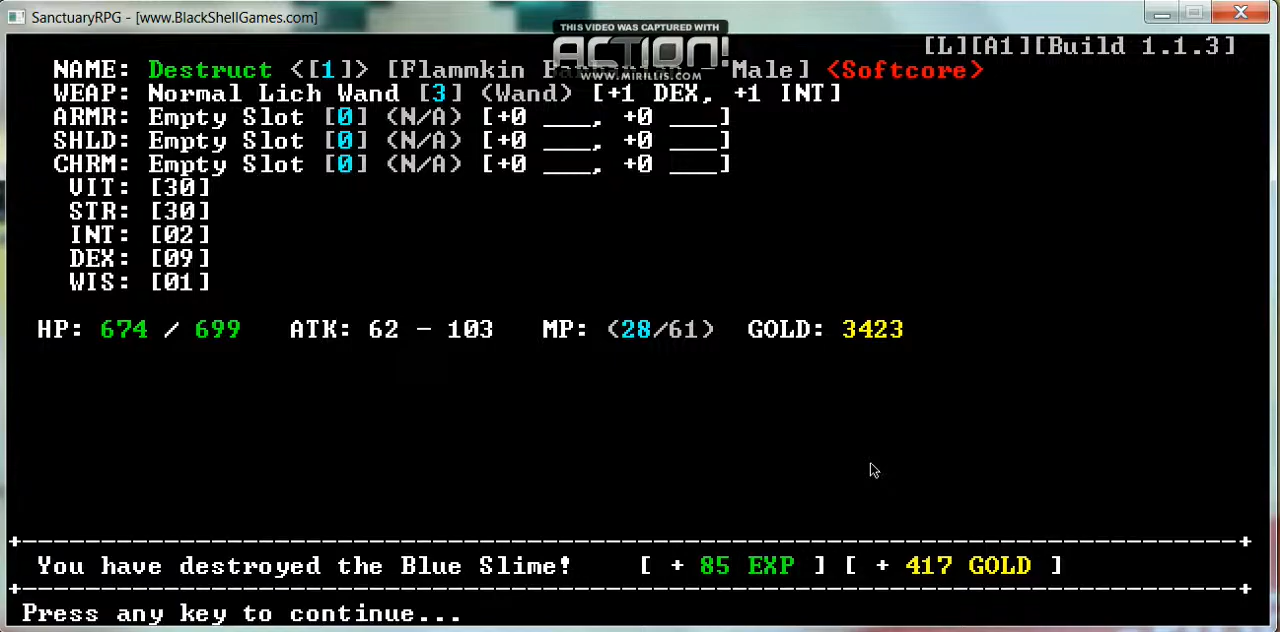 SanctuaryRPG - [www.BlackShellGames.com]
THIS VIDEO WAS CAPTURED WITH
ACTION!
WWW.MIRILLIS.COM
[L][A1][Build 1.1.3]
NAME: Destruct <[1]> [Flammkin Male] <Softcore>
WEAP: Normal Lich Wand [3] (Wand) [+1 DEX, +1 INT]
ARMR: Empty Slot [0] (N/A) [+0 ___, +0 ___]
SHLD: Empty Slot [0] (N/A) [+0 ___, +0 ___]
CHRM: Empty Slot [0] (N/A) [+0 ___, +0 ___]
VIT: [30]
STR: [30]
INT: [02]
DEX: [09]
WIS: [01]
HP: 674 / 699 ATK: 62 - 103 MP: (28/61) GOLD: 3423
You have destroyed the Blue Slime! [ + 85 EXP ] [ + 417 GOLD ]
Press any key to continue...